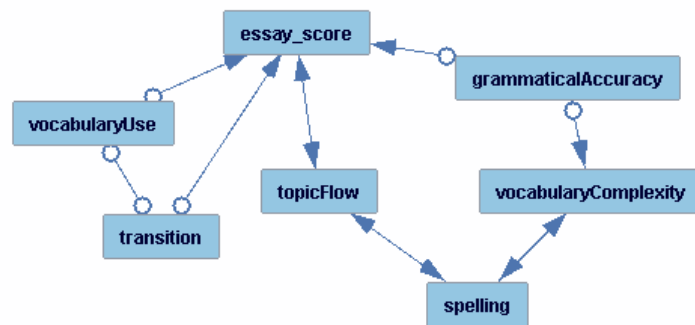 essay_score
grammaticalAccuracy
vocabularyUse
topicFlow
vocabularyComplexity
transition
spelling